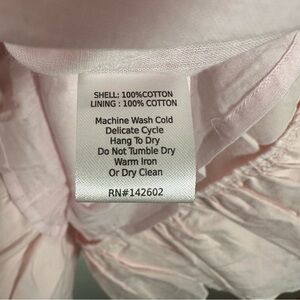 SHELL: 100%COTTON
LINING : 100% COTTON
Machine Wash Cold
Delicate Cycle
Hang To Dry
Do Not Tumble Dry
Warm Iron
Or Dry Clean
RN#142602